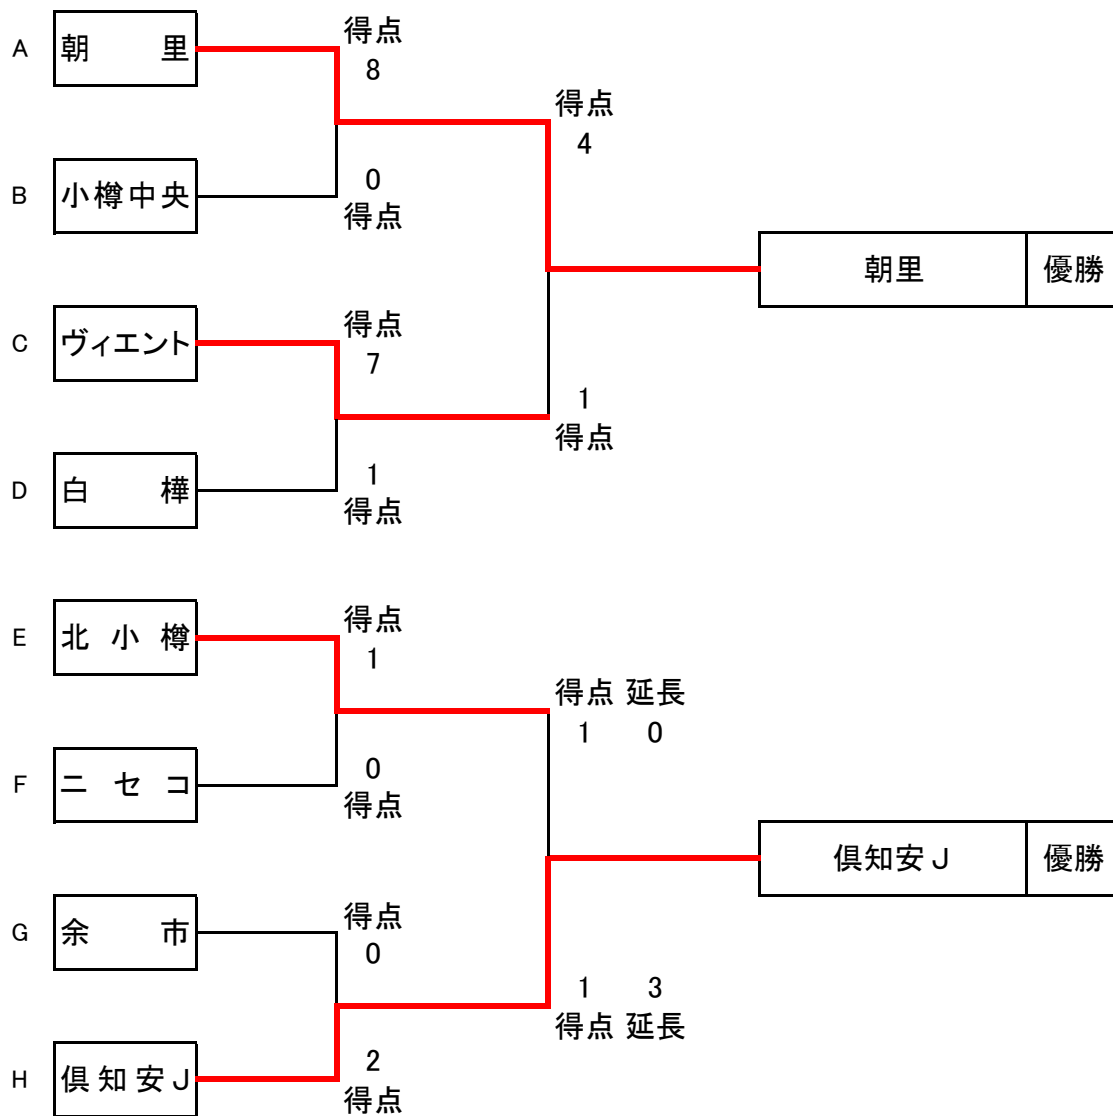 A 朝里
得点
8
得点
4
B 小樽中央
0
得点
朝里 優勝
C ヴィエント
得点
7
1
得点
D 白樺
1
得点
E 北小樽
得点
1
得点 延長
1 0
F ニセコ
0
得点
倶知安J 優勝
G 余市
得点
0
1 3
得点 延長
H 倶知安J
2
得点